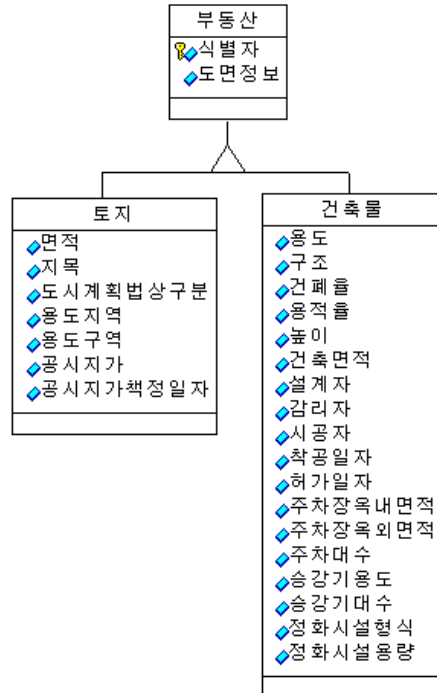 부동산
식별자
도면정보
토지
면적
지목
도시계획법상구분
용도지역
용도구역
공시지가
공시지가책정일자
건축물
용도
구조
건폐율
용적율
높이
건축면적
설계자
감리자
시공자
착공일자
허가일자
주차장옥내면적
주차장옥외면적
주차대수
승강기용도
승강기대수
정화시설형식
정화시설용량